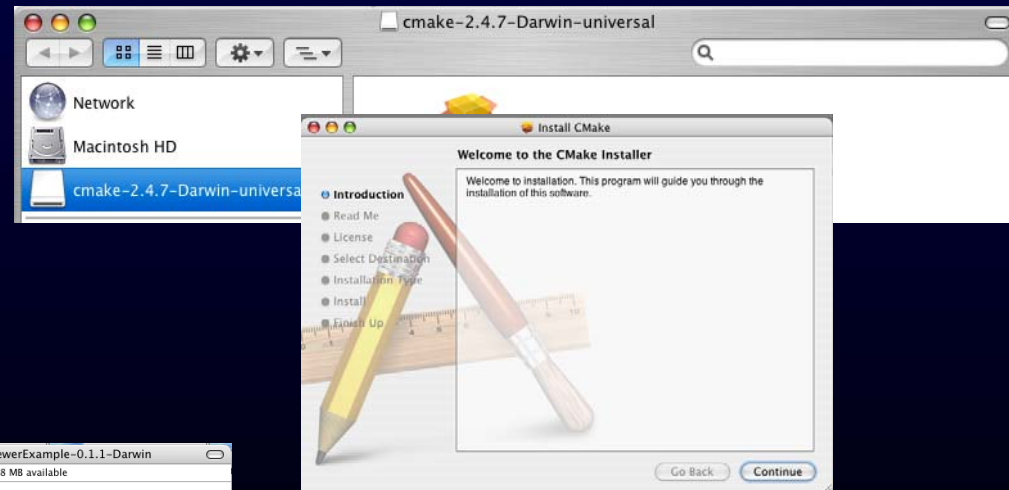 cmake-2.4.7-Darwin-universal
Network
Macintosh HD
cmake-2.4.7-Darwin-universa
Install CMake
Welcome to the CMake Installer
Welcome to installation. This program will guide you through the
installation of this software.
Introduction
Read Me
License
Select Destination
Installation Type
Install
Finish Up
Go Back
Continue
ewerExample-0.1.1-Darwin
8 MB available